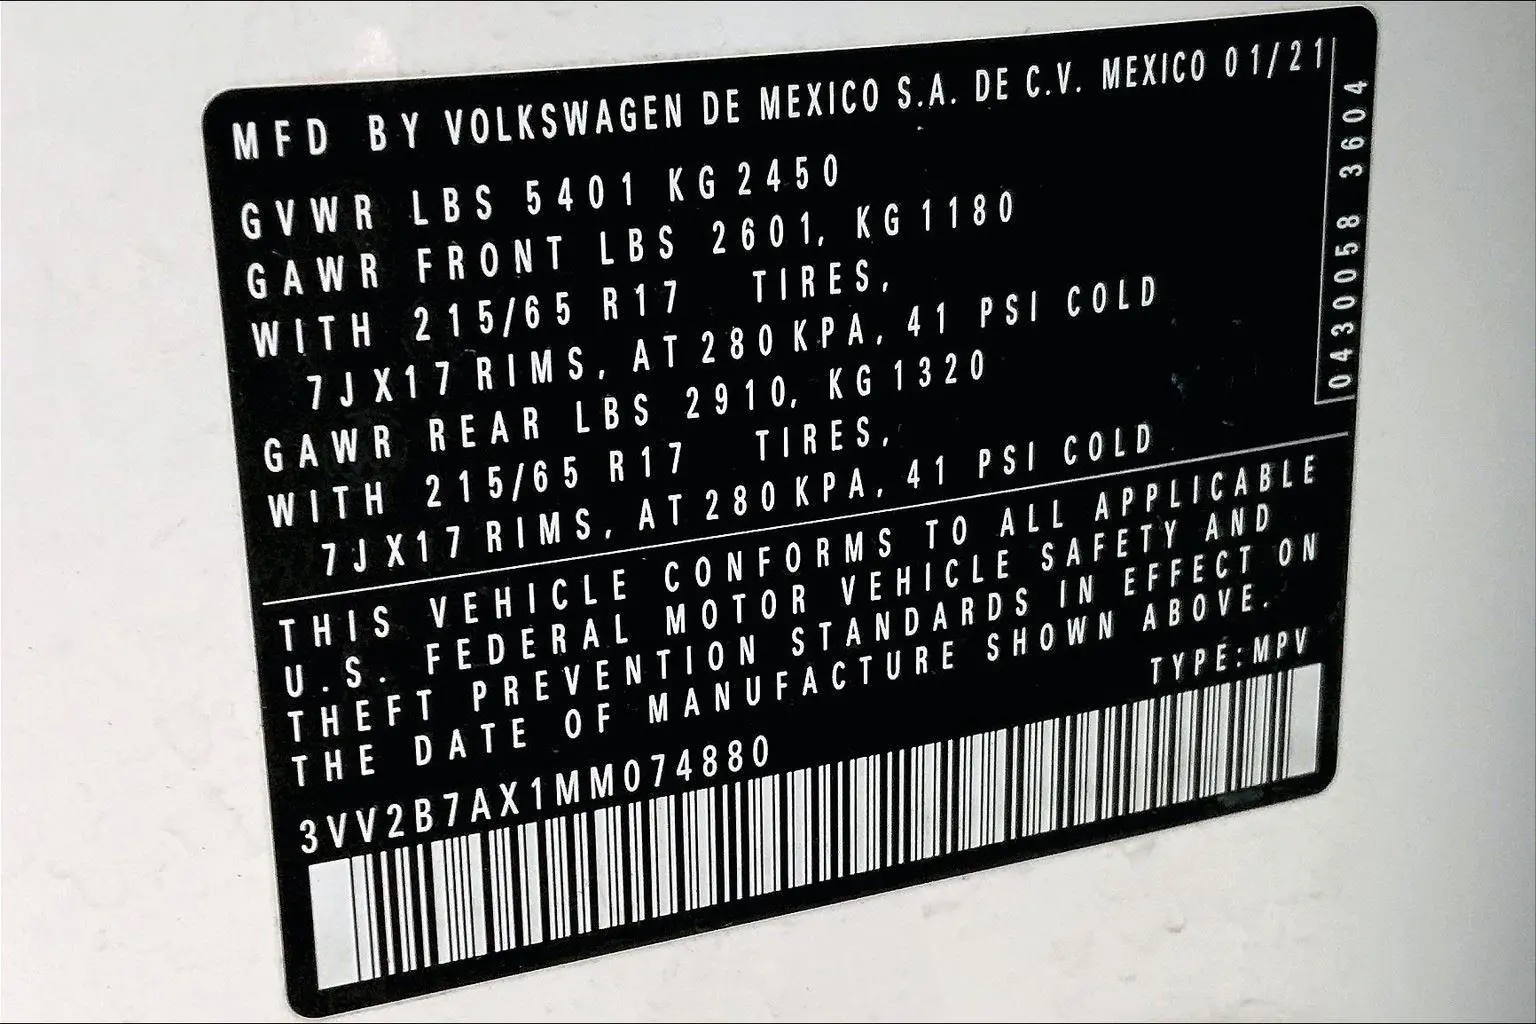 MFD BY VOLKSWAGEN DE MEXICO S.A. DE C.V. MEXICO 01/21
GVWR LBS 5401 KG 2450
GAWR FRONT LBS 2601, KG 1180
WITH 215/65 R17 TIRES,
7J X17 RIMS, AT 280 KPA, 41 PSI COLD
GAWR REAR LBS 2910, KG 1320
WITH 215/65 R17 TIRES,
7J X17 RIMS, AT 280 KPA, 41 PSI COLD
0430058 3604
THIS VEHICLE CONFORMS TO ALL APPLICABLE
U.S. FEDERAL MOTOR VEHICLE SAFETY AND
THEFT PREVENTION STANDARDS IN EFFECT ON
THE DATE OF MANUFACTURE SHOWN ABOVE.
TYPE:MPV
3VV2B7AX1MM074880